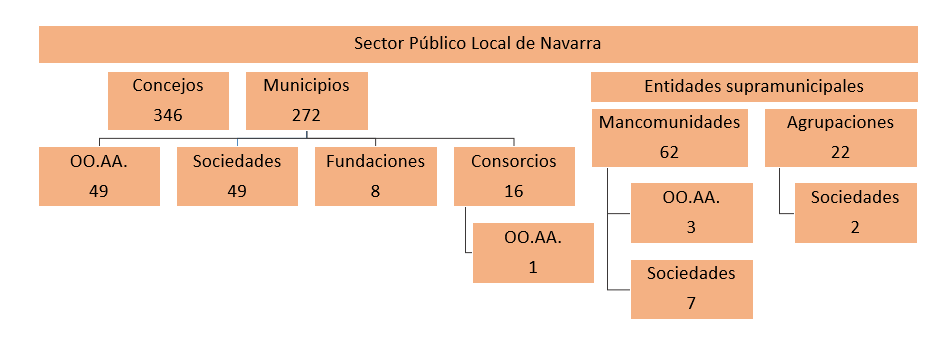 Sector Público Local de Navarra
Concejos
346
Municipios
272
Entidades supramunicipales
Mancomunidades
62
Agrupaciones
22
OO.AA.
49
Sociedades
49
Fundaciones
8
Consorcios
16
OO.AA.
1
OO.AA.
3
Sociedades
7
Sociedades
2